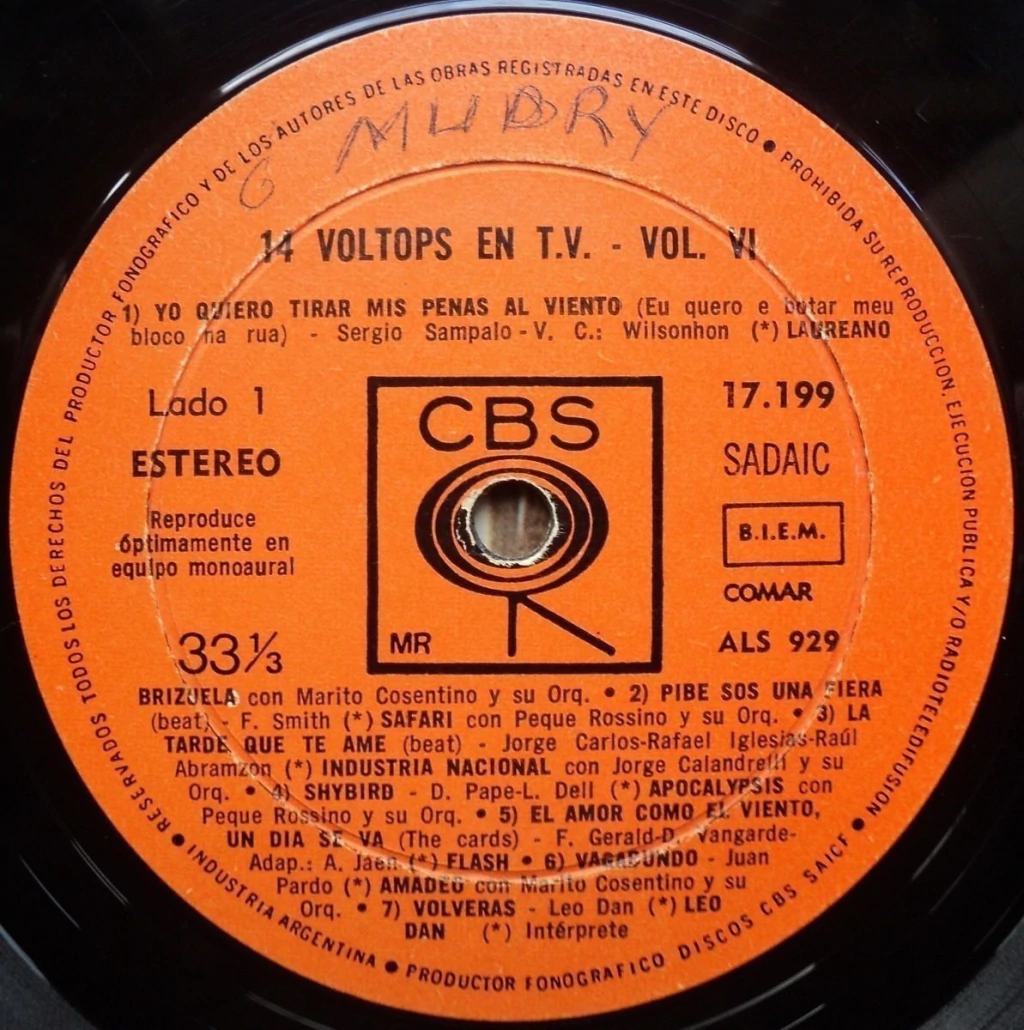 RESERVADOS TODOS LOS DERECHOS DEL PRODUCTOR FONOGRAFICO Y DE LOS AUTORES DE LAS OBRAS REGISTRADAS EN ESTE DISCO ● PROHIBIDA SU REPRODUCCION, EJECUCION PUBLICA Y/O RADIOTELEDIFUSION ●
6 MUDRY
14 VOLTOPS EN T.V. - VOL. VI
1) YO QUIERO TIRAR MIS PENAS AL VIENTO (Eu quero e botar meu
bloco na rua) - Sergio Sampalo - V. C.: Wilsonhon (*) LAUREANO
Lado 1
ESTEREO
Reproduce
óptimamente en
equipo monoaural
33⅓
CBS
MR
17.199
SADAIC
B.I.E.M.
COMAR
ALS 929
BRIZUELA con Marito Cosentino y su Orq. • 2) PIBE SOS UNA FIERA
(beat) - F. Smith (*) SAFARI con Peque Rossino y su Orq. • 3) LA
TARDE QUE TE AME (beat) - Jorge Carlos-Rafael Iglesias-Raúl
Abramzon (*) INDUSTRIA NACIONAL con Jorge Calandrelli y su
Orq. • 4) SHYBIRD - D. Pape-L. Dell (*) APOCALYPSIS con
Peque Rossino y su Orq. • 5) EL AMOR COMO EL VIENTO,
UN DIA SE VA (The cards) - F. Gerald-D. Vangarde-
Adap.: A. Jaén (*) FLASH • 6) VAGABUNDO - Juan
Pardo (*) AMADEO con Marito Cosentino y su
Orq. • 7) VOLVERAS - Leo Dan (*) LEO
DAN (*) Intérprete
● INDUSTRIA ARGENTINA ● PRODUCTOR FONOGRAFICO DISCOS CBS SAICF ●